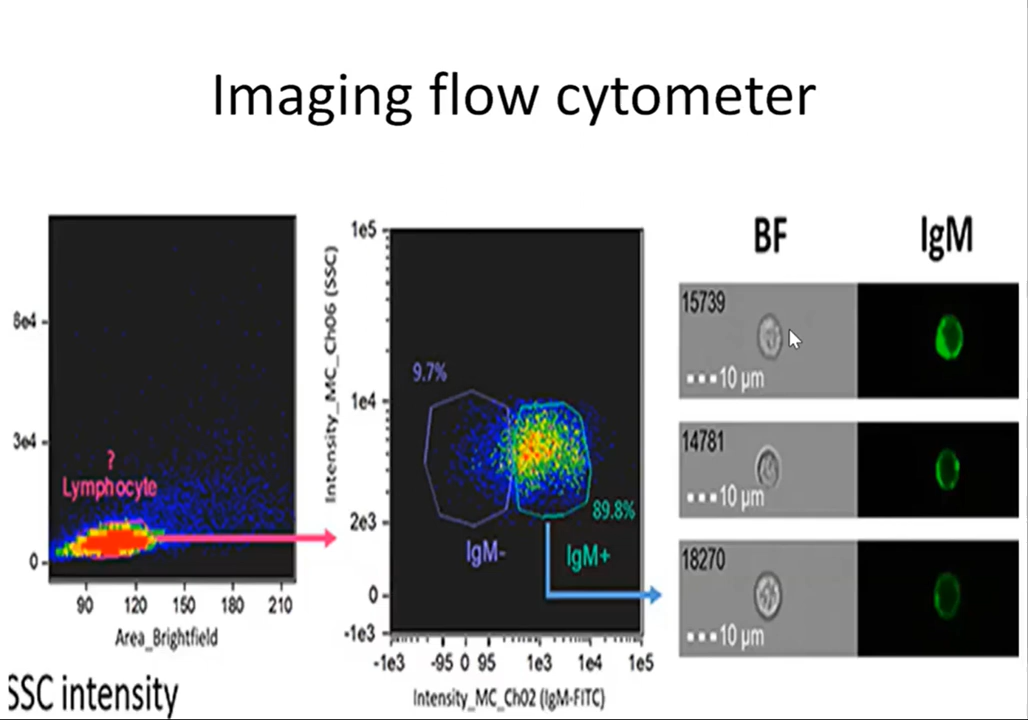 Imaging flow cytometer
8e4
3e4
0
?
Lymphocyte
90 120 150 180 210
Area_Brightfield
SSC intensity
Intensity_MC_Ch06 (SSC)
1e5
1e4
2e3
0
-1e3
9.7%
89.8%
IgM-
IgM+
-1e3 -95 0 95 1e3 1e4 1e5
Intensity_MC_Ch02 (IgM-FITC)
BF IgM
15739
10 µm
14781
10 µm
18270
10 µm